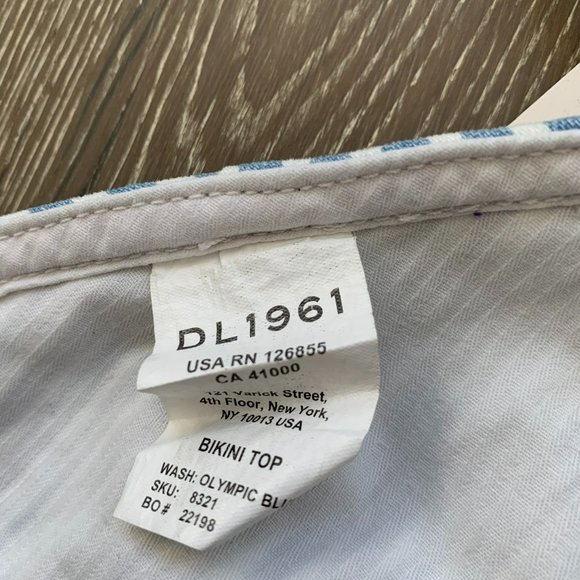 DL1961
USA RN 126855
CA 41000
121 Varick Street,
4th Floor, New York,
NY 10013 USA
BIKINI TOP
WASH: OLYMPIC BLU
SKU: 8321
BO# 22198